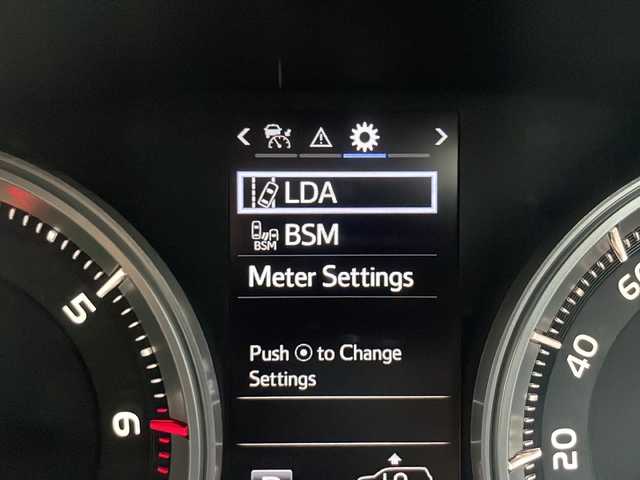 LDA
BSM
BSM
Meter Settings
Push to Change
Settings
5
6
60
40
20